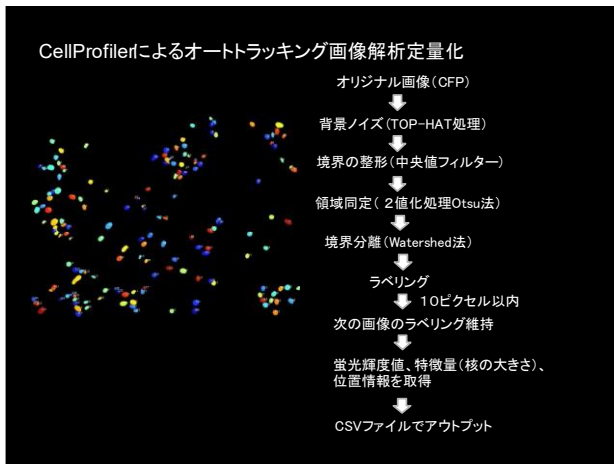 CellProfilerによるオートトラッキング画像解析定量化
オリジナル画像(CFP)
背景ノイズ(TOP-HAT処理)
境界の整形(中央値フィルター)
領域同定(２値化処理Otsu法)
境界分離(Watershed法)
ラベリング
１０ピクセル以内
次の画像のラベリング維持
蛍光輝度値、特徴量(核の大きさ)、
位置情報を取得
CSVファイルでアウトプット